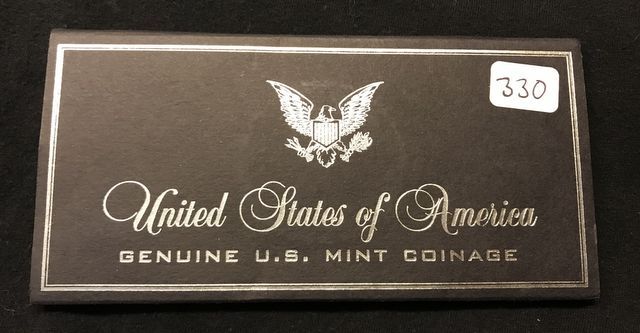 330
United States of America
GENUINE U.S. MINT COINAGE